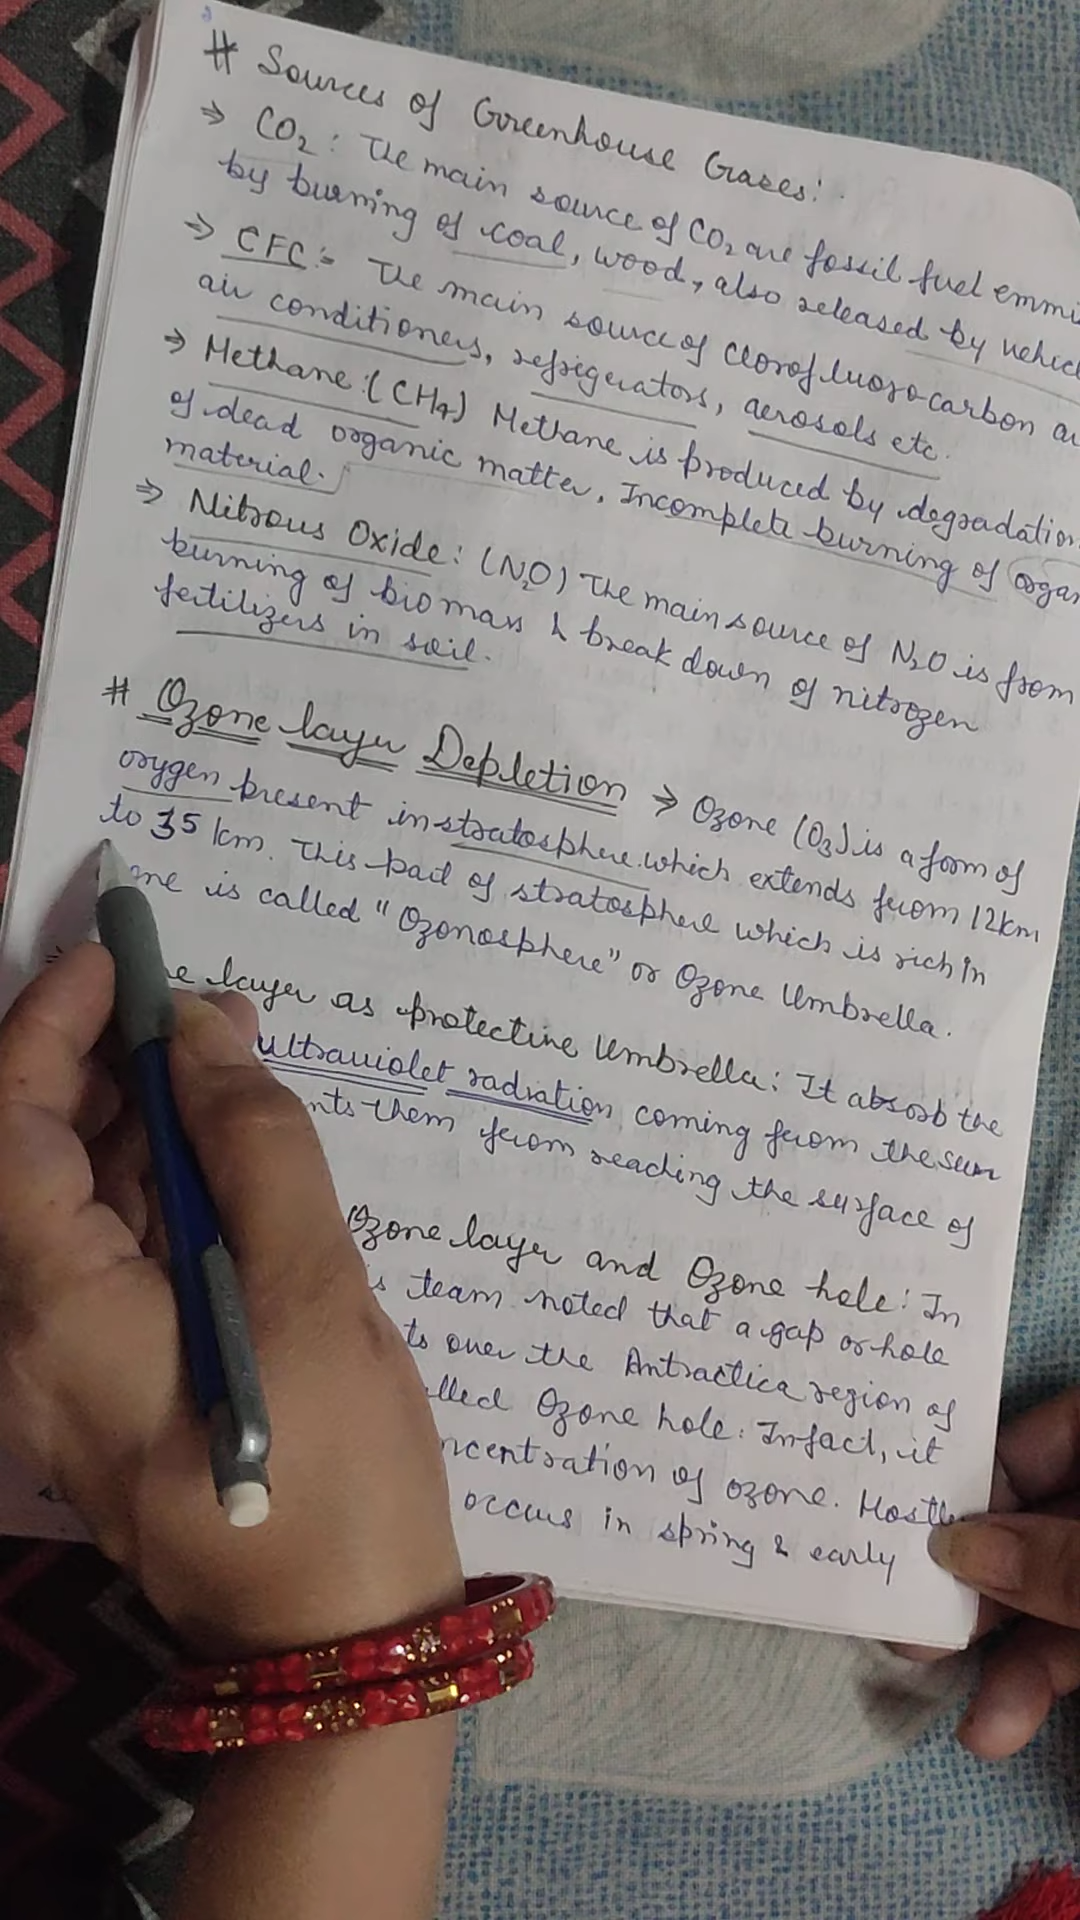 # Sources of Greenhouse Gases:-
⇒ CO2 : The main source of CO2 are fossil fuel
by burning of coal, wood, also released by
⇒ CFC :- The main source of Clorofluoro-carbon
air conditioners, refrigerators, aerosols etc.
⇒ Methane :(CH4) Methane is produced by degradation
of dead organic matter, Incomplete burning of
material.
⇒ Nitrous Oxide : (N2O) The main source of N2O is from
burning of biomass & break down of nitrogen
fertilizers in soil.
# Ozone layer Depletion ⇒ Ozone (O3) is a form of
oxygen present in stratosphere. which extends from 12km
to 35 km. This part of stratosphere which is rich in
is called "Ozonosphere" or Ozone Umbrella.
layer as protective Umbrella : It absorb the
ultraviolet radiation coming from the sun
them from reaching the surface of
Ozone layer and Ozone hole : In
team noted that a gap or hole
over the Antractica region of
Ozone hole. Infact, it
of ozone.
occurs in spring & early